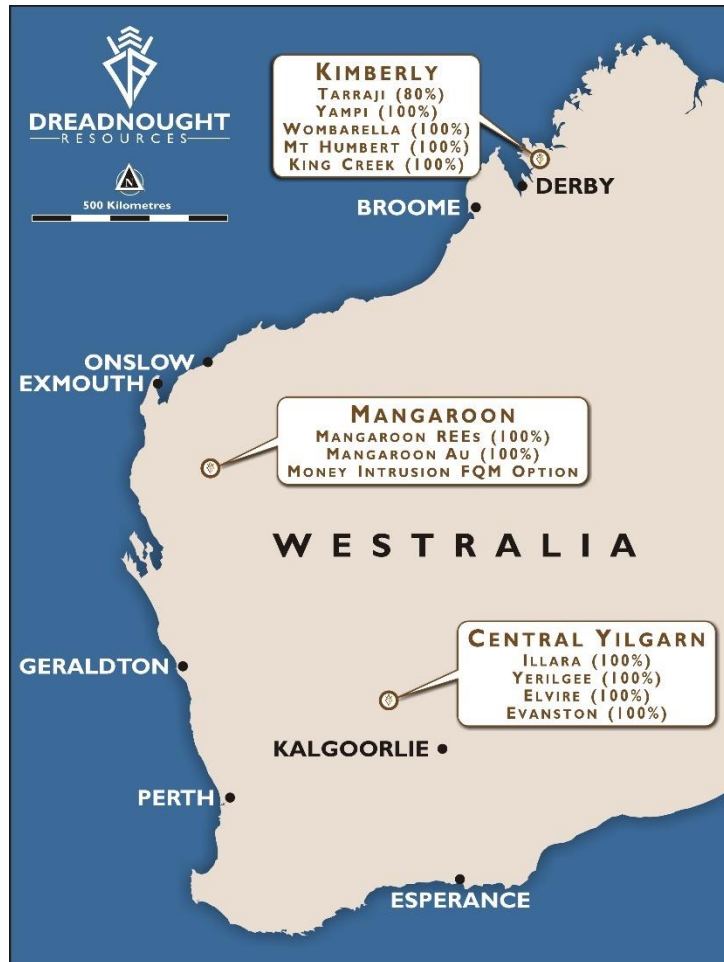 DREADNOUGHT
RESOURCES
N
500 KILOMETRES
KIMBERLY
TARRAJI (80%)
YAMPI (100%)
WOMBARELLA (100%)
MT HUMBERT (100%)
KING CREEK (100%)
DERBY
BROOME
ONSLOW
EXMOUTH
MANGAROON
MANGAROON REES (100%)
MANGAROON AU (100%)
MONEY INTRUSION FQM OPTION
WESTRALIA
CENTRAL YILGARN
ILLARA (100%)
YERILGEE (100%)
ELVIRE (100%)
EVANSTON (100%)
GERALDTON
KALGOORLIE
PERTH
ESPERANCE